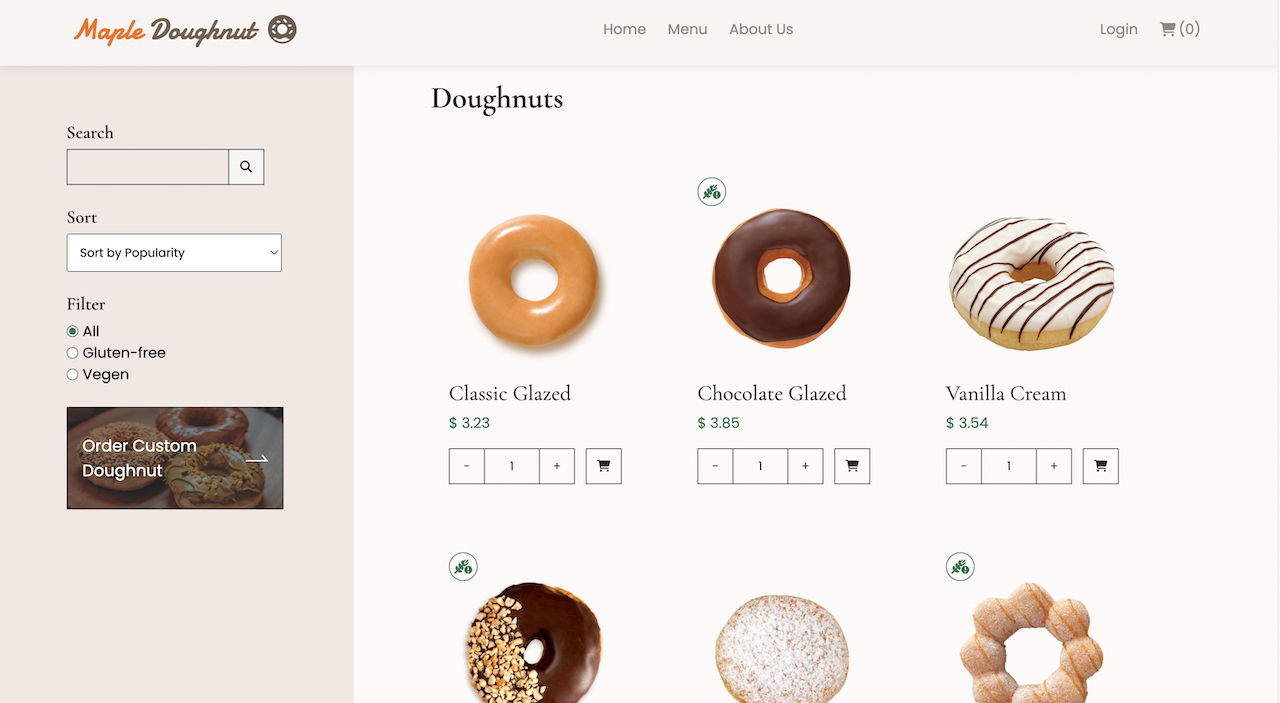 Maple Doughnut
Home Menu About Us
Login (0)
Search
Sort
Sort by Popularity
Filter
All
Gluten-free
Vegen
Order Custom
Doughnut
Doughnuts
Classic Glazed
$ 3.23
- 1 +
Chocolate Glazed
$ 3.85
- 1 +
Vanilla Cream
$ 3.54
- 1 +